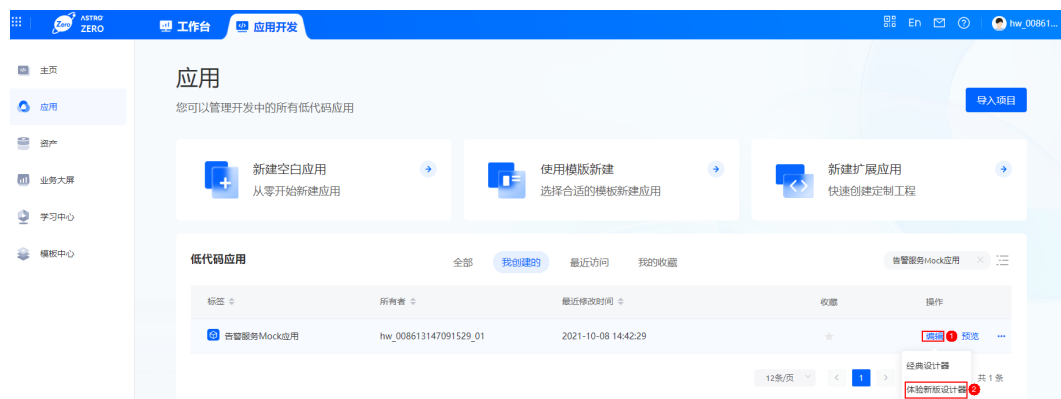 Zero ASTRO ZERO 工作台 应用开发 En hw_00861...
主页
应用
资产
业务大屏
学习中心
模板中心
应用
您可以管理开发中的所有低代码应用
导入项目
新建空白应用
从零开始新建应用
使用模版新建
选择合适的模板新建应用
新建扩展应用
快速创建定制工程
低代码应用 全部 我创建的 最近访问 我的收藏 告警服务Mock应用
标签 所有者 最近修改时间 收藏 操作
告警服务Mock应用 hw_008613147091529_01 2021-10-08 14:42:29 编辑 1 预览 ...
经典设计器
体验新版设计器 2
12条/页 < 1 > 共 1 条